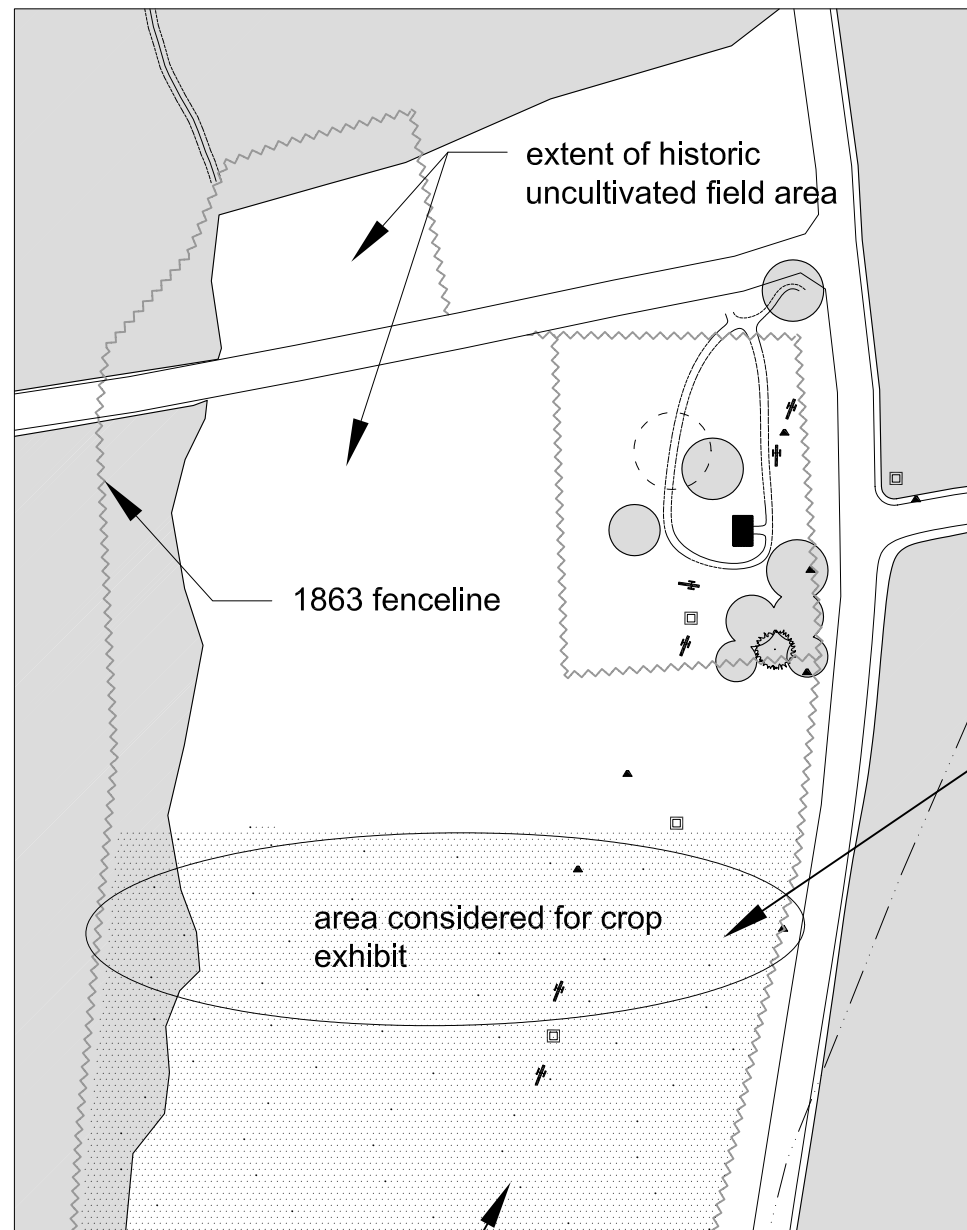 extent of historic
uncultivated field area
1863 fenceline
area considered for crop
exhibit